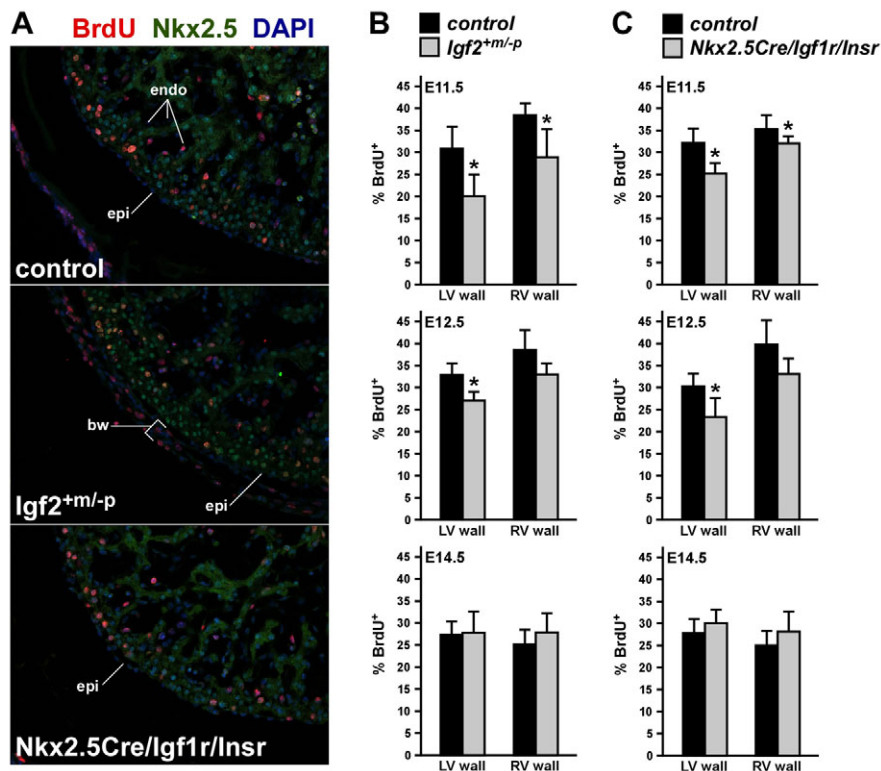 A
BrdU Nkx2.5 DAPI
endo
epi
control
bw
epi
Igf2+m/-p
epi
Nkx2.5Cre/Igf1r/Insr
B
control
Igf2+m/-p
E11.5
% BrdU+
45
40
35
30
25
20
15
10
5
0
*
*
LV wall RV wall
E12.5
% BrdU+
45
40
35
30
25
20
15
10
5
0
*
LV wall RV wall
E14.5
% BrdU+
45
40
35
30
25
20
15
10
5
0
LV wall RV wall
C
control
Nkx2.5Cre/Igf1r/Insr
E11.5
% BrdU+
45
40
35
30
25
20
15
10
5
0
*
*
LV wall RV wall
E12.5
% BrdU+
45
40
35
30
25
20
15
10
5
0
*
LV wall RV wall
E14.5
% BrdU+
45
40
35
30
25
20
15
10
5
0
LV wall RV wall